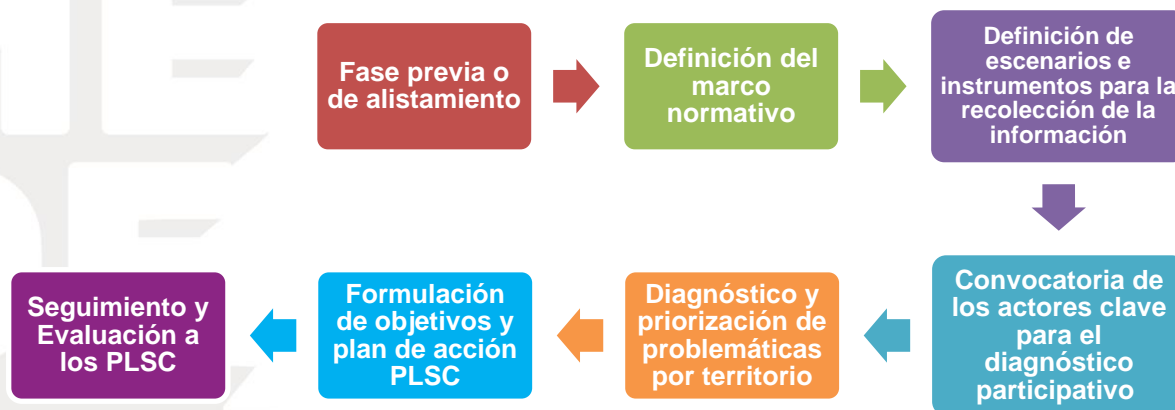 Fase previa o
de alistamiento
Definición del
marco
normativo
Definición de
escenarios e
instrumentos para la
recolección de la
información
Convocatoria de
los actores clave
para el
diagnóstico
participativo
Diagnóstico y
priorización de
problemáticas
por territorio
Formulación
de objetivos y
plan de acción
PLSC
Seguimiento y
Evaluación a
los PLSC